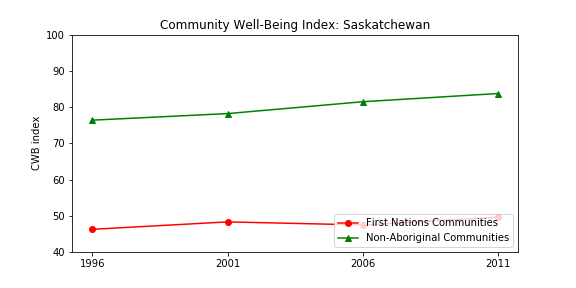 Community Well-Being Index: Saskatchewan
100
90
80
70
60
50
40
CWB index
First Nations Communities
Non-Aboriginal Communities
1996
2001
2006
2011